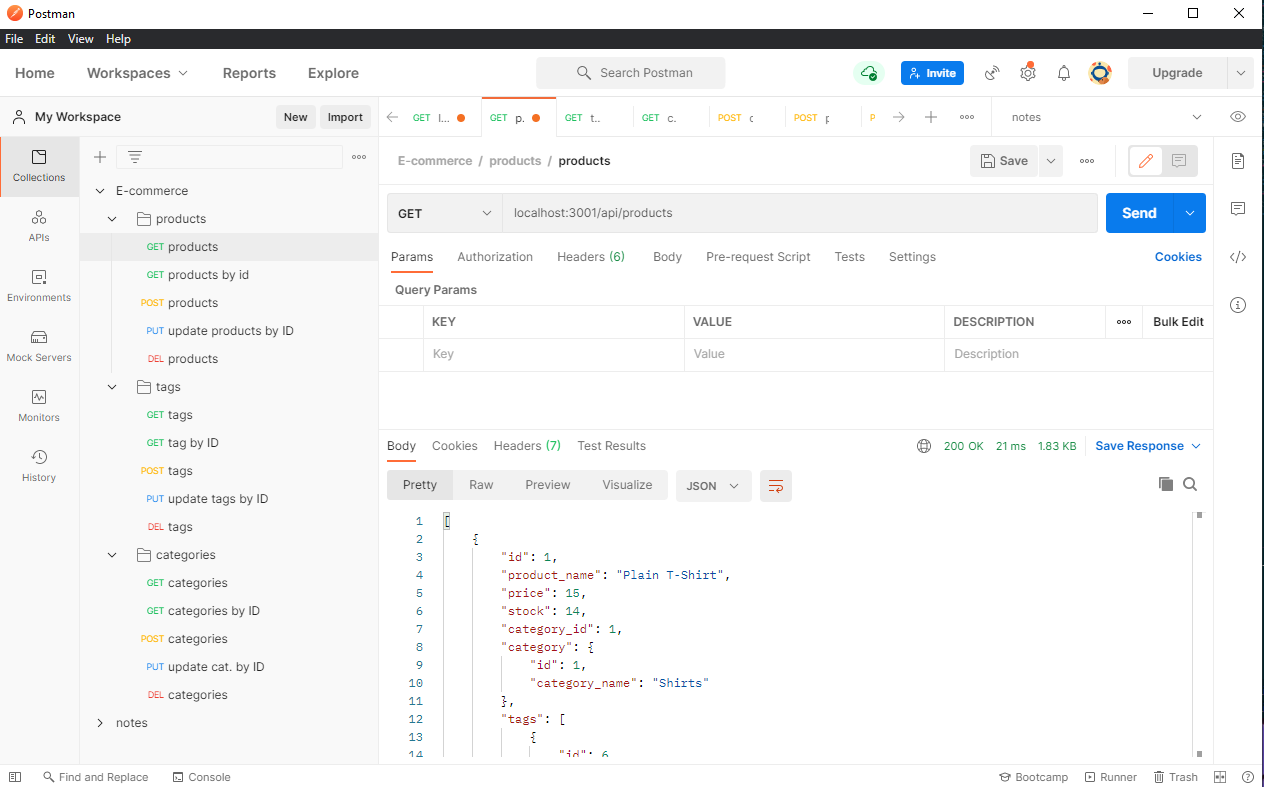 Postman
File Edit View Help
Home Workspaces Reports Explore Search Postman Invite Upgrade
My Workspace New Import
GET GET p. GET t.. GET c. POST c POST P notes
Collections
APIs
Environments
Mock Servers
Monitors
History
E-commerce
products
GET products
GET products by id
POST products
PUT update products by ID
DEL products
tags
GET tags
GET tag by ID
POST tags
PUT update tags by ID
DEL tags
categories
GET categories
GET categories by ID
POST categories
PUT update cat. by ID
DEL categories
notes
E-commerce / products / products Save
GET localhost:3001/api/products Send
Params Authorization Headers (6) Body Pre-request Script Tests Settings Cookies
Query Params
KEY VALUE DESCRIPTION Bulk Edit
Key Value Description
Body Cookies Headers (7) Test Results 200 OK 21 ms 1.83 KB Save Response
Pretty Raw Preview Visualize JSON
1 [
2 {
3 "id": 1,
4 "product_name": "Plain T-Shirt",
5 "price": 15,
6 "stock": 14,
7 "category_id": 1,
8 "category": {
9 "id": 1,
10 "category_name": "Shirts"
11 },
12 "tags": [
13 {
14 "id": 6
Find and Replace Console Bootcamp Runner Trash